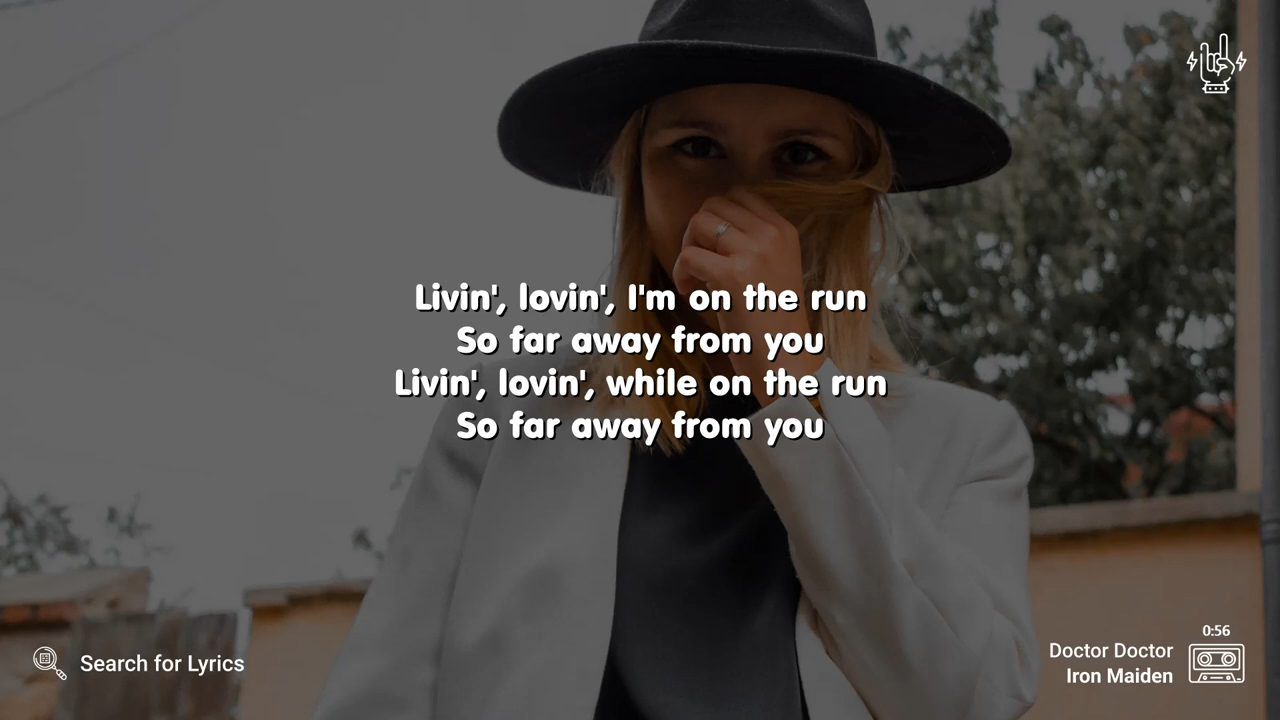 Livin', lovin', I'm on the run
So far away from you
Livin', lovin', while on the run
So far away from you
0:56
Doctor Doctor
Iron Maiden
Search for Lyrics